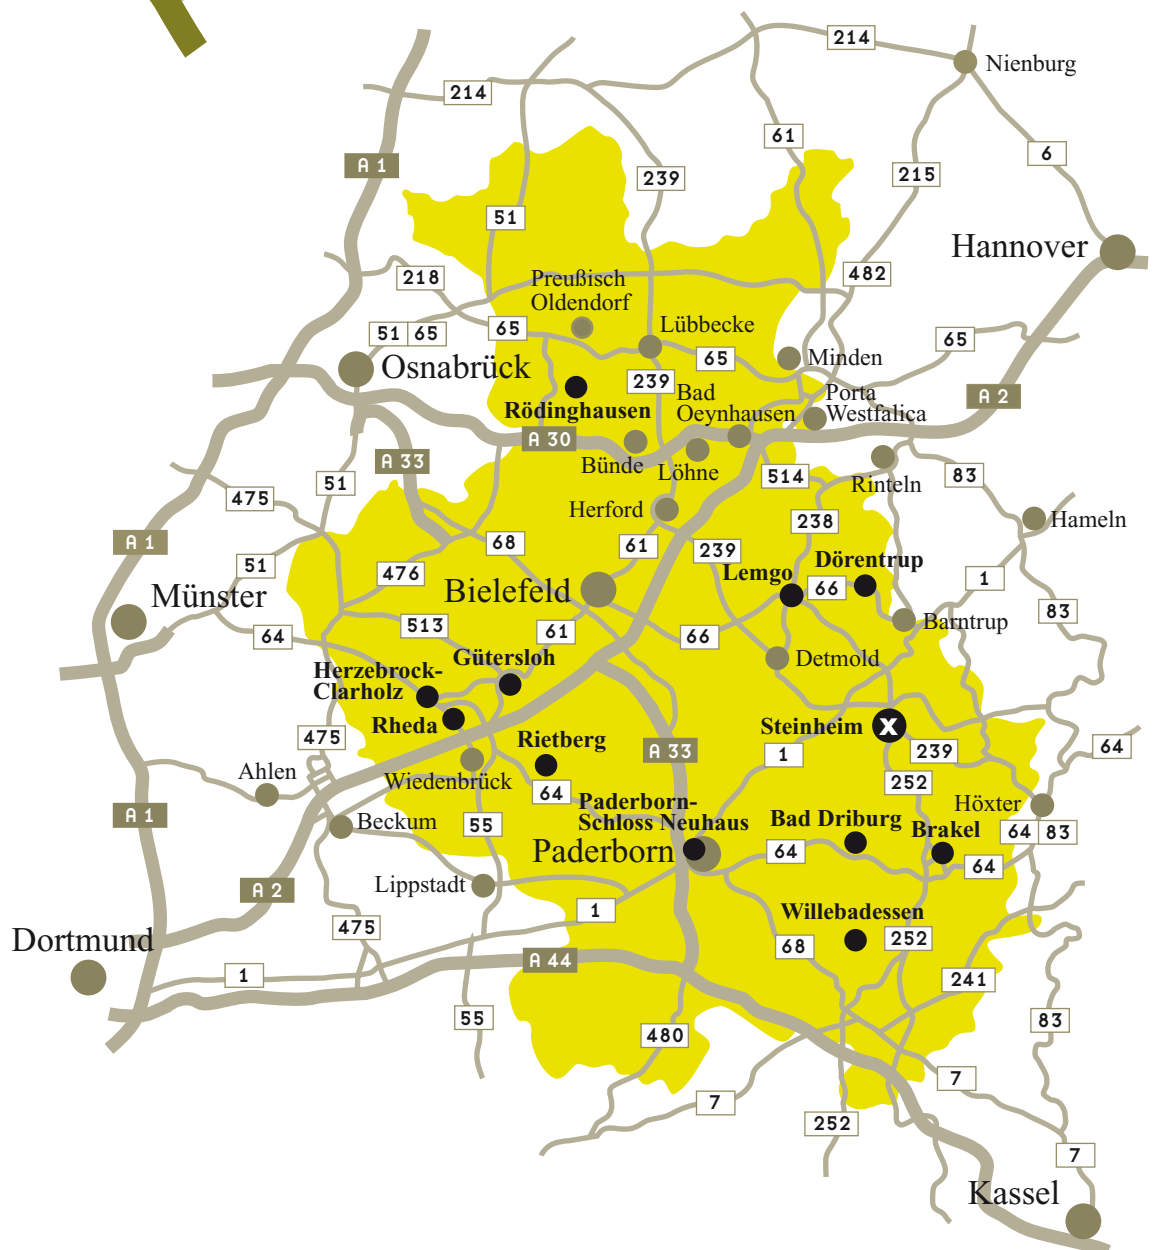 214
Nienburg
214
61
6
A 1
239
215
51
Hannover
482
218
Preußisch
Oldendorf
51 65
65
Lübbecke
65
Osnabrück
65
Minden
239
Bad
Oeynhausen
Porta
Westfalica
A 2
Rödinghausen
A 30
Bünde
Löhne
A 33
514
Rinteln
83
475
51
Herford
238
Hameln
A 1
68
61
239
51
476
Bielefeld
Lemgo
Dörentrup
66
1
Münster
83
64
513
61
66
Barntrup
Herzebrock-
Clarholz
Gütersloh
Detmold
Rheda
Steinheim
X
475
Rietberg
A 33
1
239
64
Ahlen
Wiedenbrück
64
252
Höxter
A 1
Beckum
55
Paderborn-
Schloss Neuhaus
Bad Driburg
Brakel
64 83
Paderborn
64
64
A 2
Lippstadt
1
Willebadessen
Dortmund
475
68
252
1
A 44
241
55
480
83
7
7
252
7
Kassel